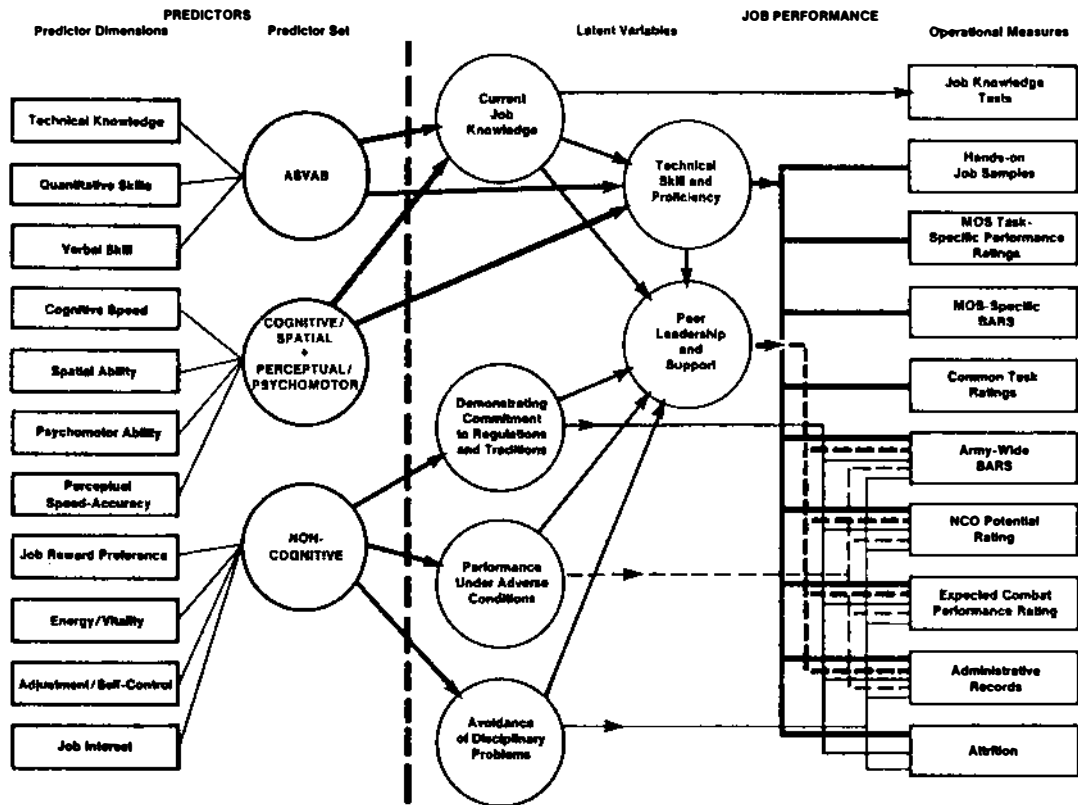 PREDICTORS
JOB PERFORMANCE
Predictor Dimensions
Predictor Set
Latent Variables
Operational Measures
Technical Knowledge
Quantitative Skills
Verbal Skill
Cognitive Speed
Spatial Ability
Psychomotor Ability
Perceptual
Speed-Accuracy
Job Reward Preference
Energy/Vitality
Adjustment/Self-Control
Job Interest
ASVAB
COGNITIVE/
SPATIAL
+
PERCEPTUAL/
PSYCHOMOTOR
NON-
COGNITIVE
Current
Job
Knowledge
Technical
Skill and
Proficiency
Peer
Leadership
and
Support
Demonstrating
Commitment
to Regulations
and Traditions
Performance
Under Adverse
Conditions
Avoidance
of Disciplinary
Problems
Job Knowledge
Tests
Hands-on
Job Samples
MOS Task-
Specific Performance
Ratings
MOS-Specific
BARS
Common Task
Ratings
Army-Wide
BARS
NCO Potential
Rating
Expected Combat
Performance Rating
Administrative
Records
Attrition